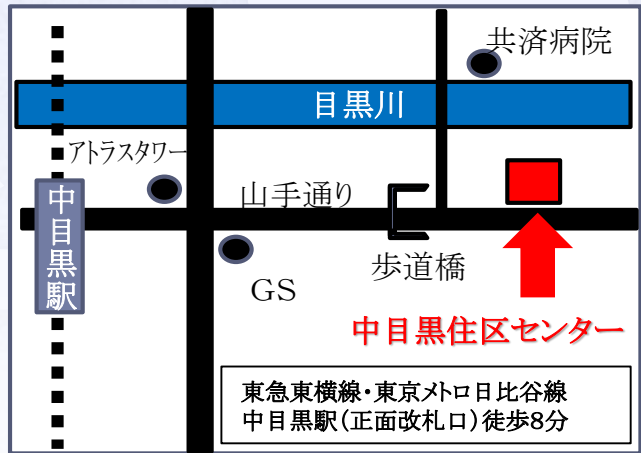 共済病院
目黒川
アトラスタワー
中目黒駅
山手通り
歩道橋
GS
中目黒住区センター
東急東横線・東京メトロ日比谷線
中目黒駅(正面改札口)徒歩8分